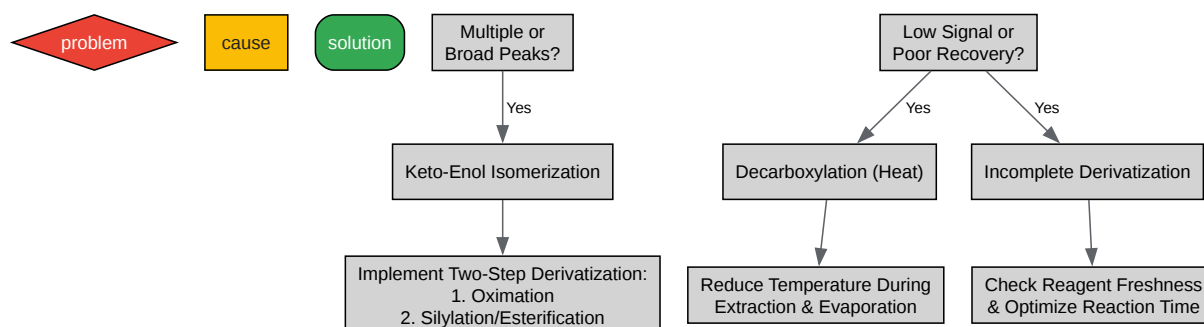 problem
cause
solution
Multiple or
Broad Peaks?
Low Signal or
Poor Recovery?
Yes
Yes
Yes
Keto-Enol Isomerization
Decarboxylation (Heat)
Incomplete Derivatization
Implement Two-Step Derivatization:
1. Oximation
2. Silylation/Esterification
Reduce Temperature During
Extraction & Evaporation
Check Reagent Freshness
& Optimize Reaction Time